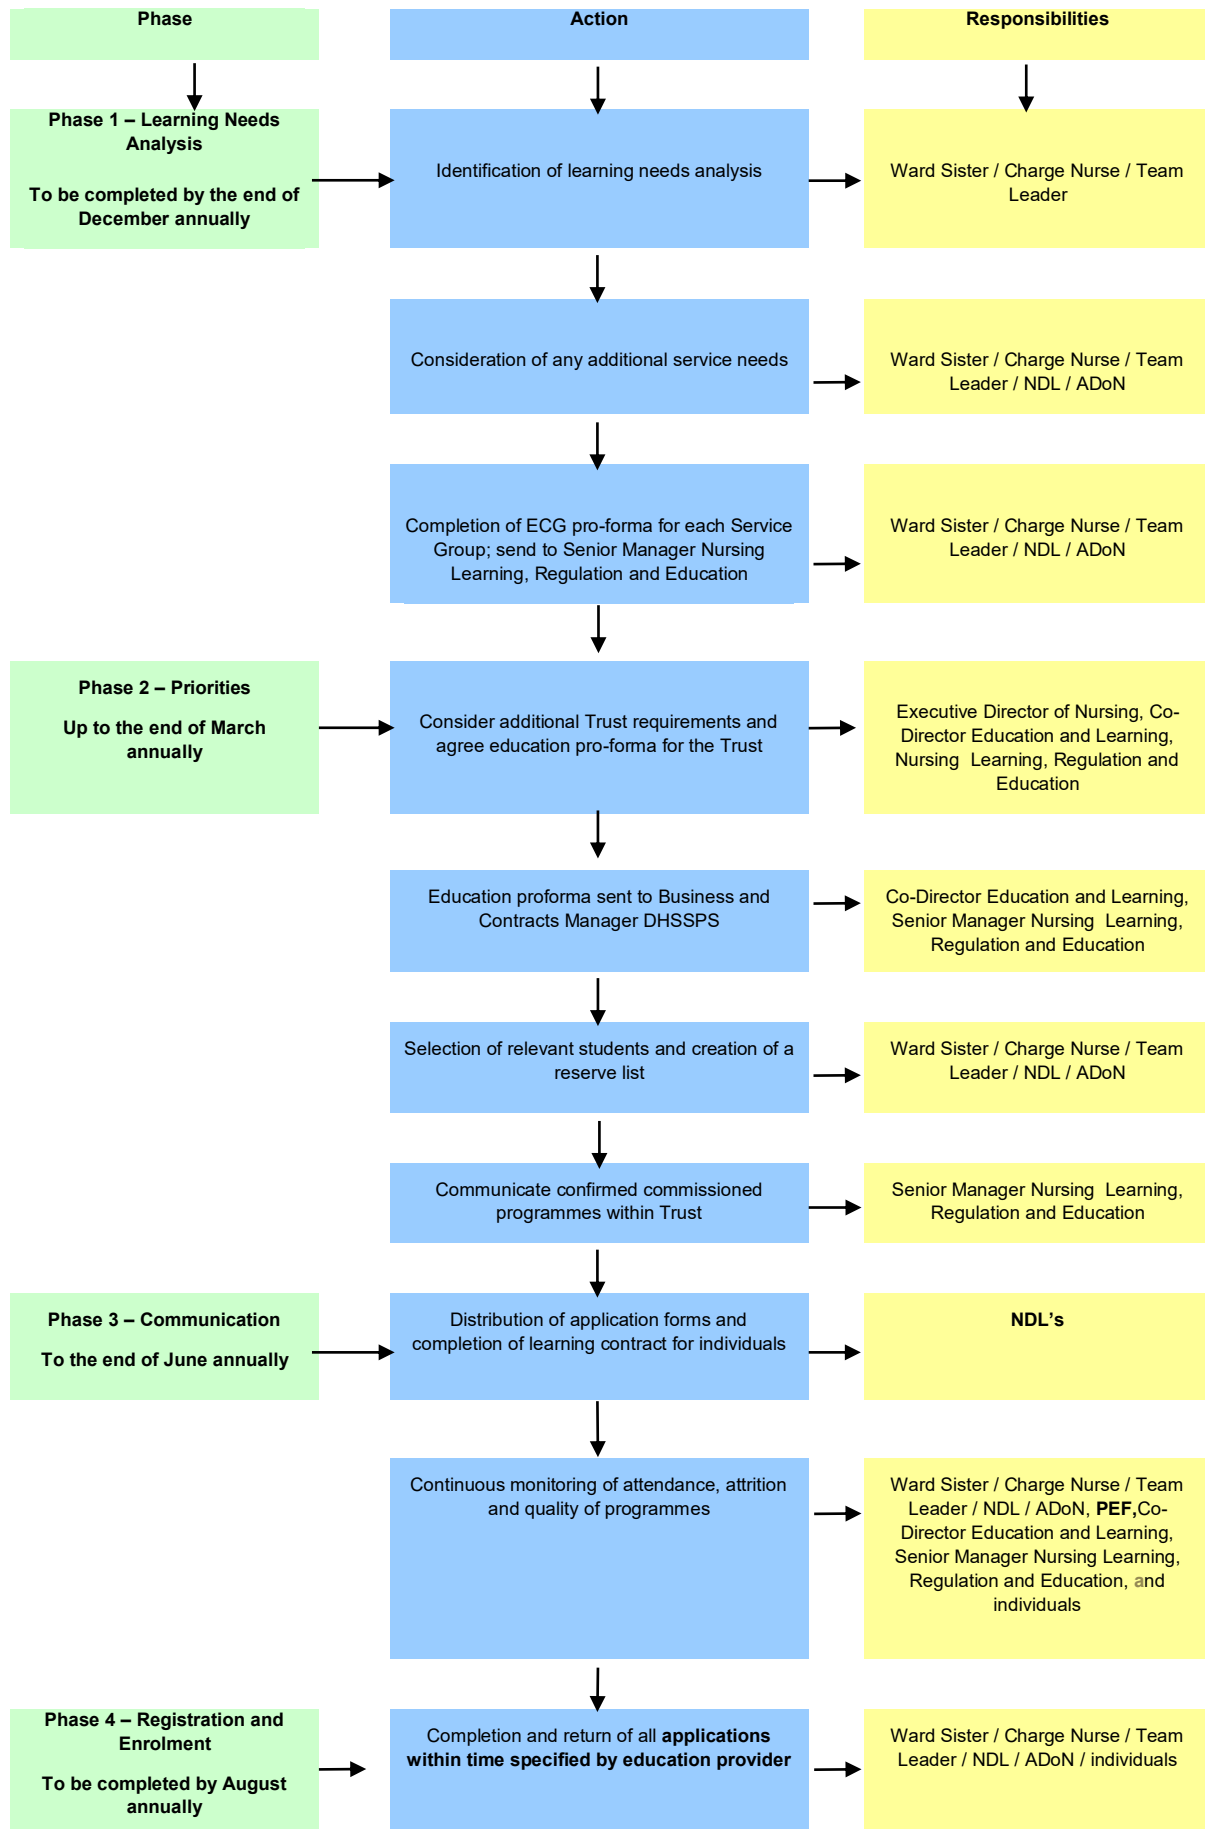 Phase
Action
Responsibilities
Phase 1 – Learning Needs
Analysis
To be completed by the end of
December annually
Identification of learning needs analysis
Ward Sister / Charge Nurse / Team
Leader
Consideration of any additional service needs
Ward Sister / Charge Nurse / Team
Leader / NDL / ADoN
Completion of ECG pro-forma for each Service
Group; send to Senior Manager Nursing
Learning, Regulation and Education
Ward Sister / Charge Nurse / Team
Leader / NDL / ADoN
Phase 2 – Priorities
Up to the end of March
annually
Consider additional Trust requirements and
agree education pro-forma for the Trust
Executive Director of Nursing, Co-
Director Education and Learning,
Nursing  Learning, Regulation and
Education
Education proforma sent to Business and
Contracts Manager DHSSPS
Co-Director Education and Learning,
Senior Manager Nursing  Learning,
Regulation and Education
Selection of relevant students and creation of a
reserve list
Ward Sister / Charge Nurse / Team
Leader / NDL / ADoN
Communicate confirmed commissioned
programmes within Trust
Senior Manager Nursing  Learning,
Regulation and Education
Phase 3 – Communication
To the end of June annually
Distribution of application forms and
completion of learning contract for individuals
NDL’s
Continuous monitoring of attendance, attrition
and quality of programmes
Ward Sister / Charge Nurse / Team
Leader / NDL / ADoN, PEF,Co-
Director Education and Learning,
Senior Manager Nursing Learning,
Regulation and Education, and
individuals
Phase 4 – Registration and
Enrolment
To be completed by August
annually
Completion and return of all applications
within time specified by education provider
Ward Sister / Charge Nurse / Team
Leader / NDL / ADoN / individuals